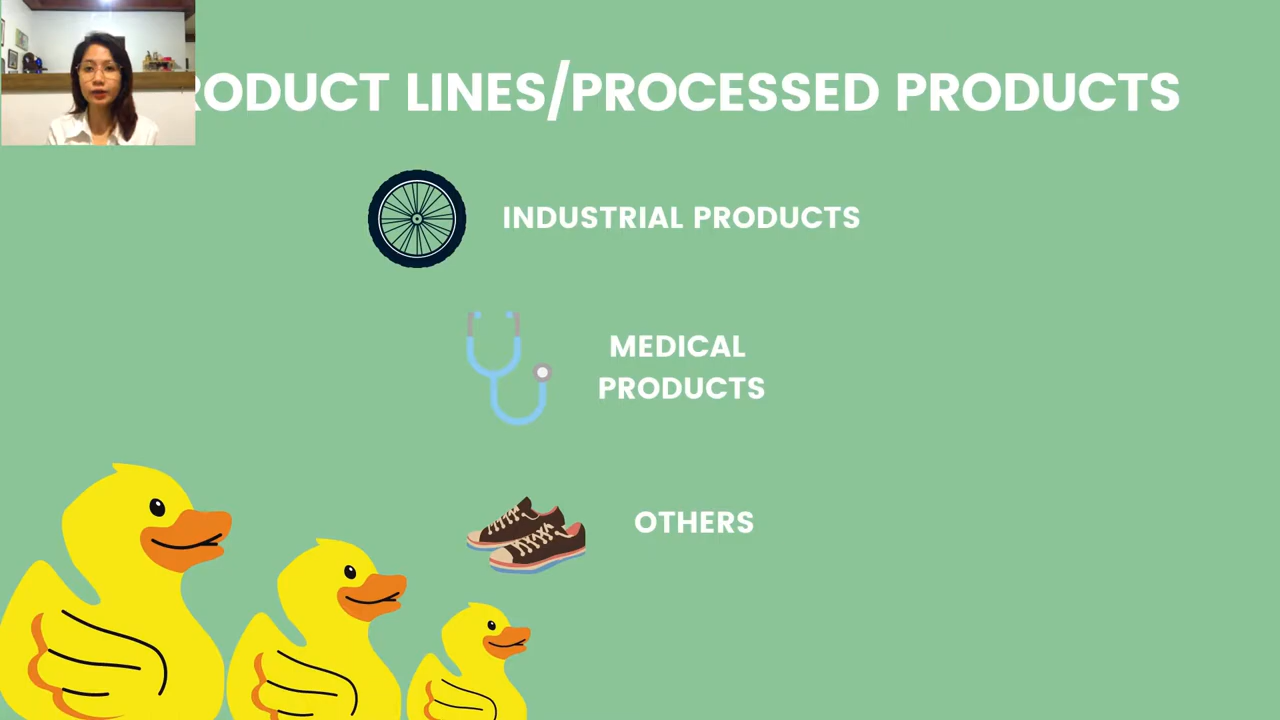 RODUCT LINES/PROCESSED PRODUCTS
INDUSTRIAL PRODUCTS
MEDICAL
PRODUCTS
OTHERS